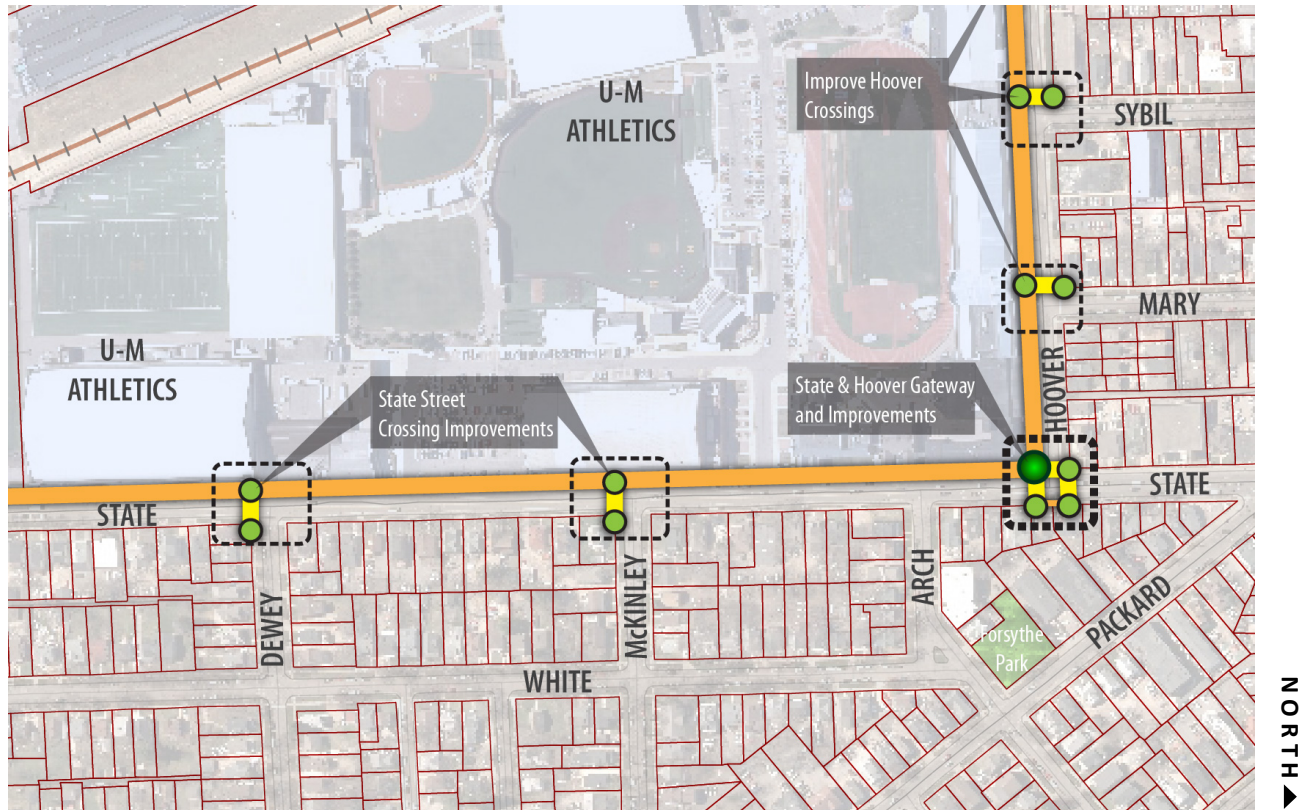 U-M
ATHLETICS
Improve Hoover
Crossings
SYBIL
MARY
U-M
ATHLETICS
State Street
Crossing Improvements
State & Hoover Gateway
and Improvements
HOOVER
STATE
STATE
DEWEY
McKINLEY
ARCH
PACKARD
Forsythe
Park
WHITE
NORTH